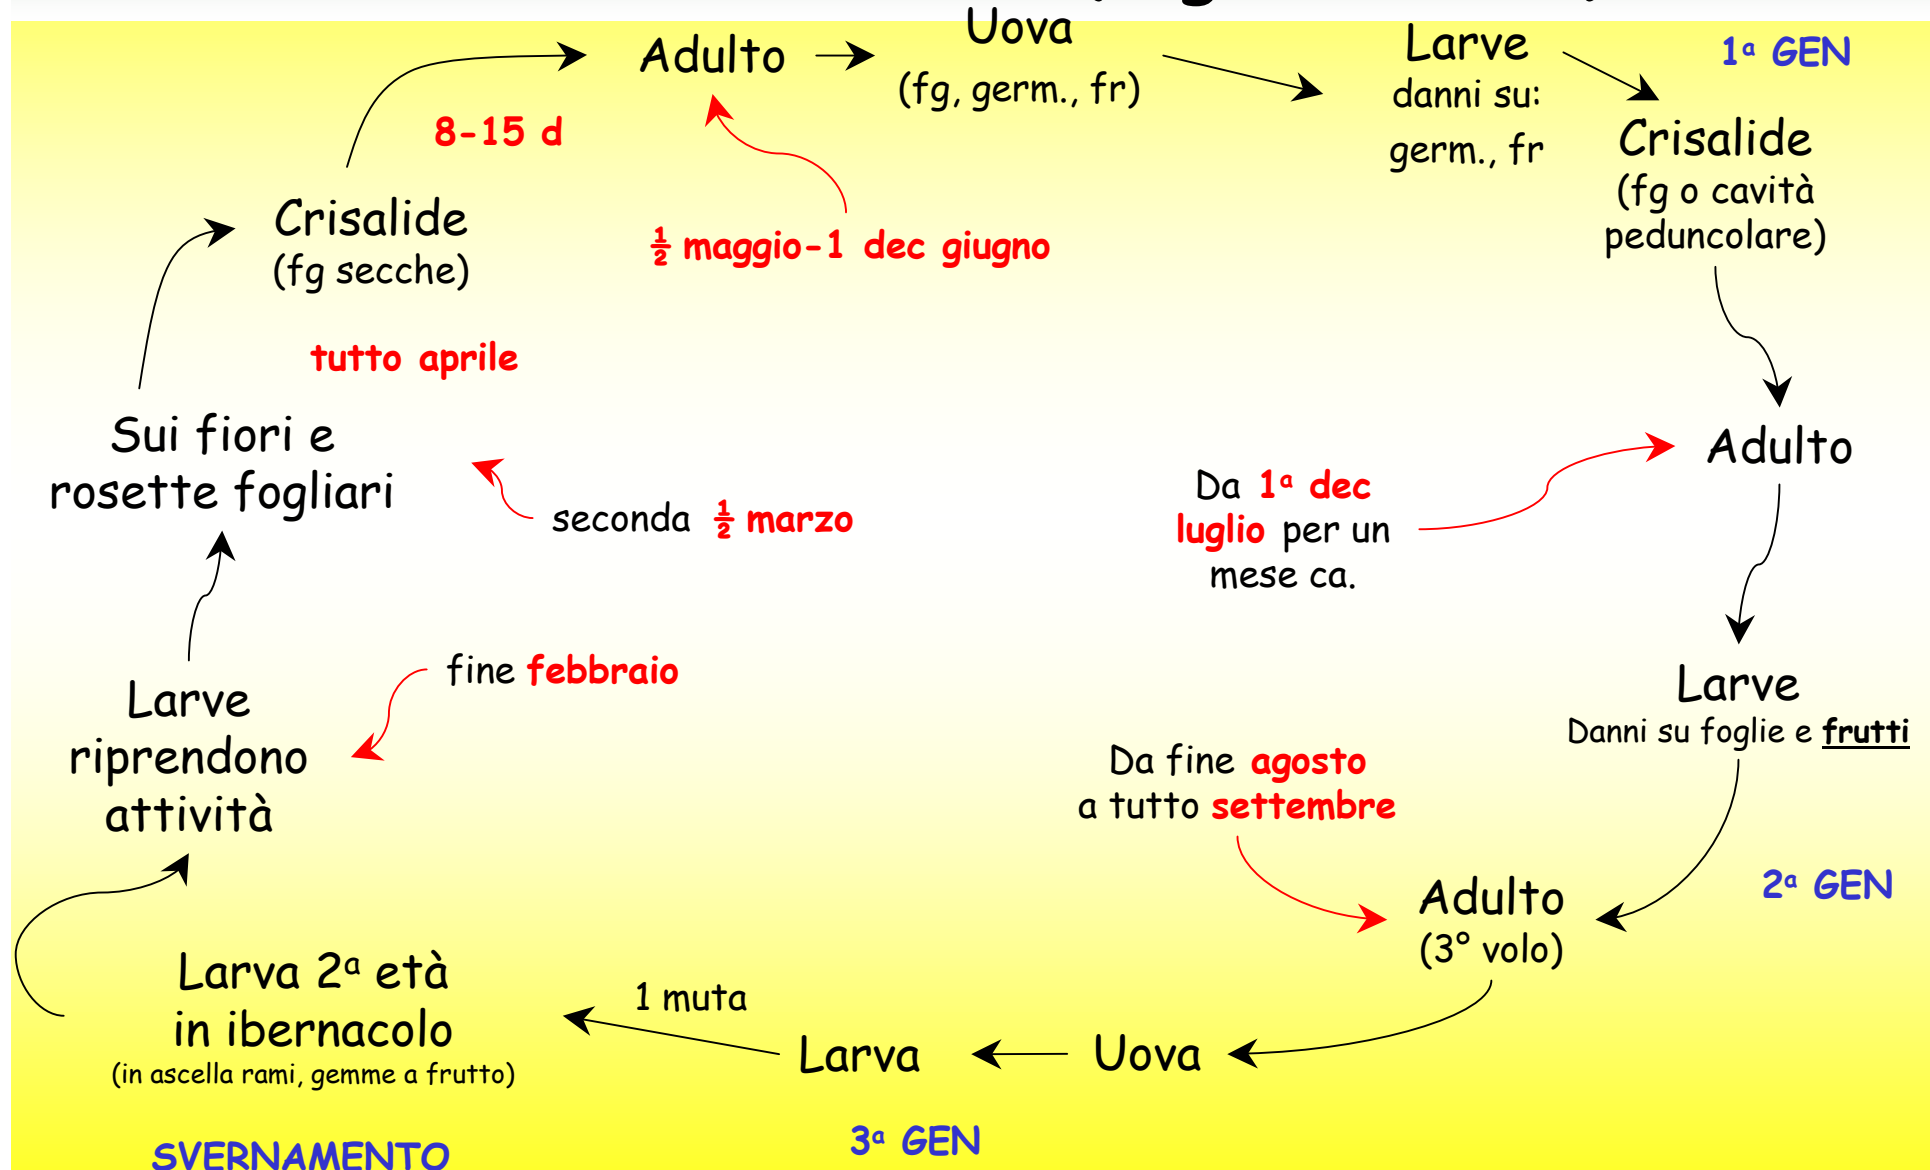 Adulto
Uova
(fg, germ., fr)
Larve
danni su:
germ., fr
1ª GEN
Crisalide
(fg o cavità
peduncolare)
8-15 d
Crisalide
(fg secche)
½ maggio-1 dec giugno
tutto aprile
Sui fiori e
rosette fogliari
seconda ½ marzo
Da 1ª dec
luglio per un
mese ca.
Adulto
fine febbraio
Larve
riprendono
attività
Larve
Danni su foglie e frutti
Da fine agosto
a tutto settembre
2ª GEN
Adulto
(3° volo)
Larva 2ª età
in ibernacolo
(in ascella rami, gemme a frutto)
1 muta
Larva
Uova
3ª GEN
SVERNAMENTO